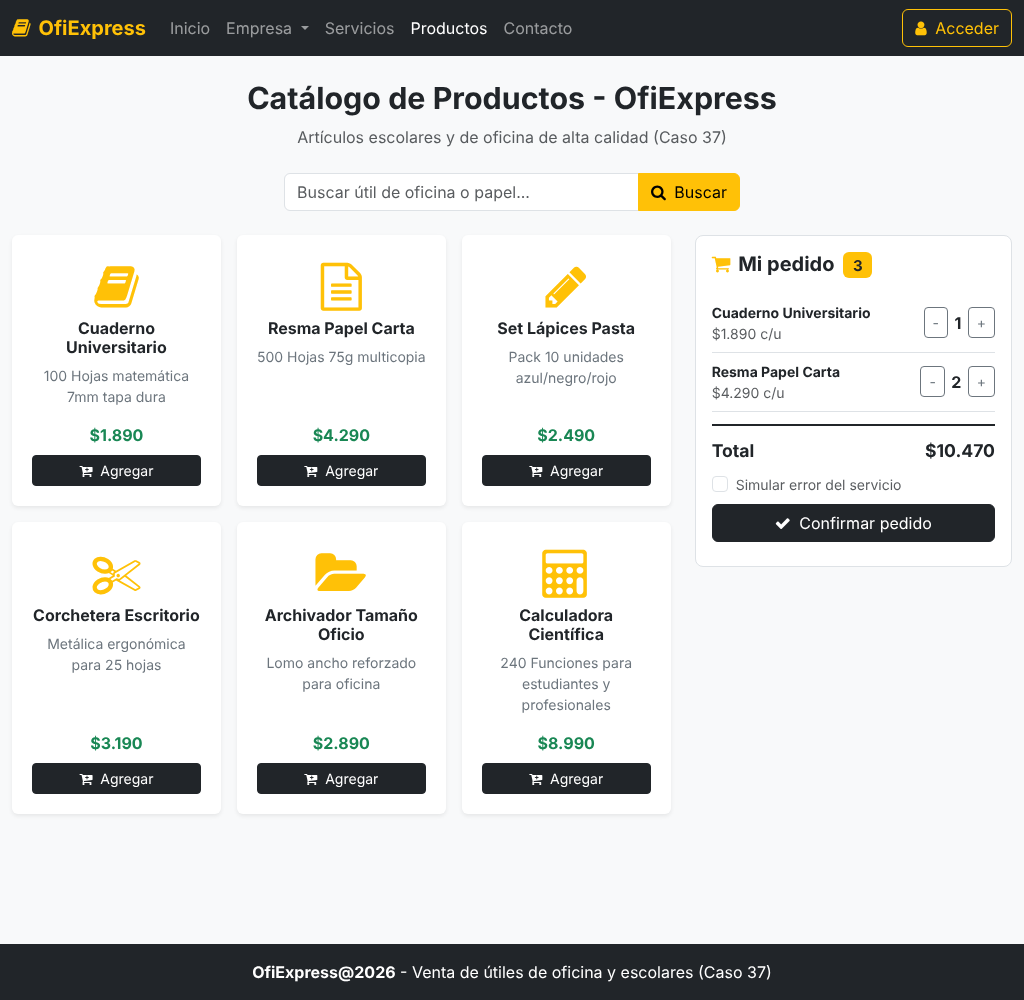 OfiExpress Inicio Empresa Servicios Productos Contacto Acceder
Catálogo de Productos - OfiExpress
Artículos escolares y de oficina de alta calidad (Caso 37)
Buscar útil de oficina o papel... Buscar
Cuaderno
Universitario
100 Hojas matemática
7mm tapa dura
$1.890
Agregar
Resma Papel Carta
500 Hojas 75g multicopia
$4.290
Agregar
Set Lápices Pasta
Pack 10 unidades
azul/negro/rojo
$2.490
Agregar
Corchetera Escritorio
Metálica ergonómica
para 25 hojas
$3.190
Agregar
Archivador Tamaño
Oficio
Lomo ancho reforzado
para oficina
$2.890
Agregar
Calculadora
Científica
240 Funciones para
estudiantes y
profesionales
$8.990
Agregar
Mi pedido 3
Cuaderno Universitario
$1.890 c/u
- 1 +
Resma Papel Carta
$4.290 c/u
- 2 +
Total $10.470
Simular error del servicio
Confirmar pedido
OfiExpress@2026 - Venta de útiles de oficina y escolares (Caso 37)